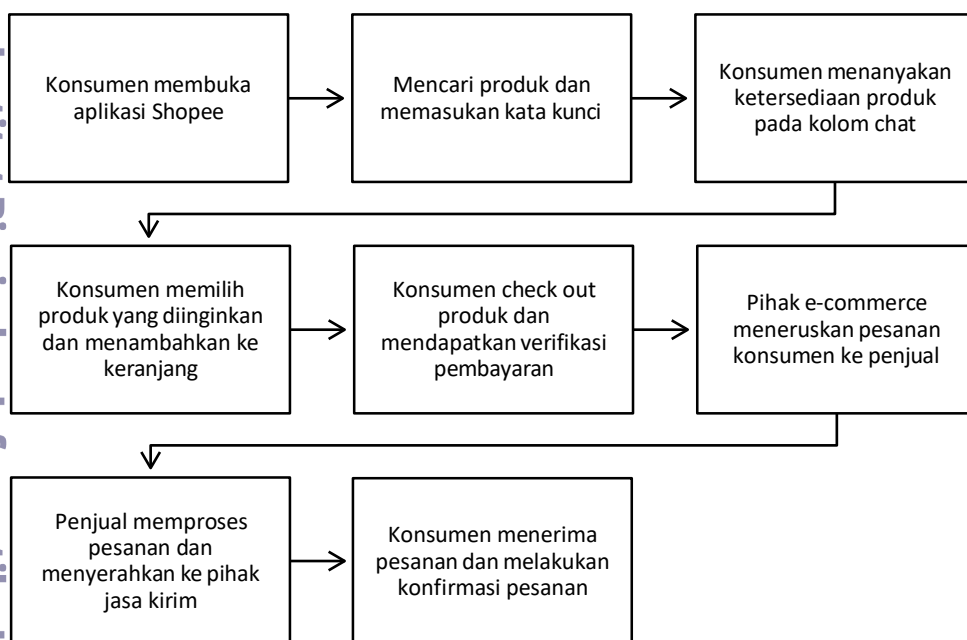 Konsumen membuka
aplikasi Shopee
Mencari produk dan
memasukan kata kunci
Konsumen menanyakan
ketersediaan produk
pada kolom chat
Konsumen memilih
produk yang diinginkan
dan menambahkan ke
keranjang
Konsumen check out
produk dan
mendapatkan verifikasi
pembayaran
Pihak e-commerce
meneruskan pesanan
konsumen ke penjual
Penjual memproses
pesanan dan
menyerahkan ke pihak
jasa kirim
Konsumen menerima
pesanan dan melakukan
konfirmasi pesanan